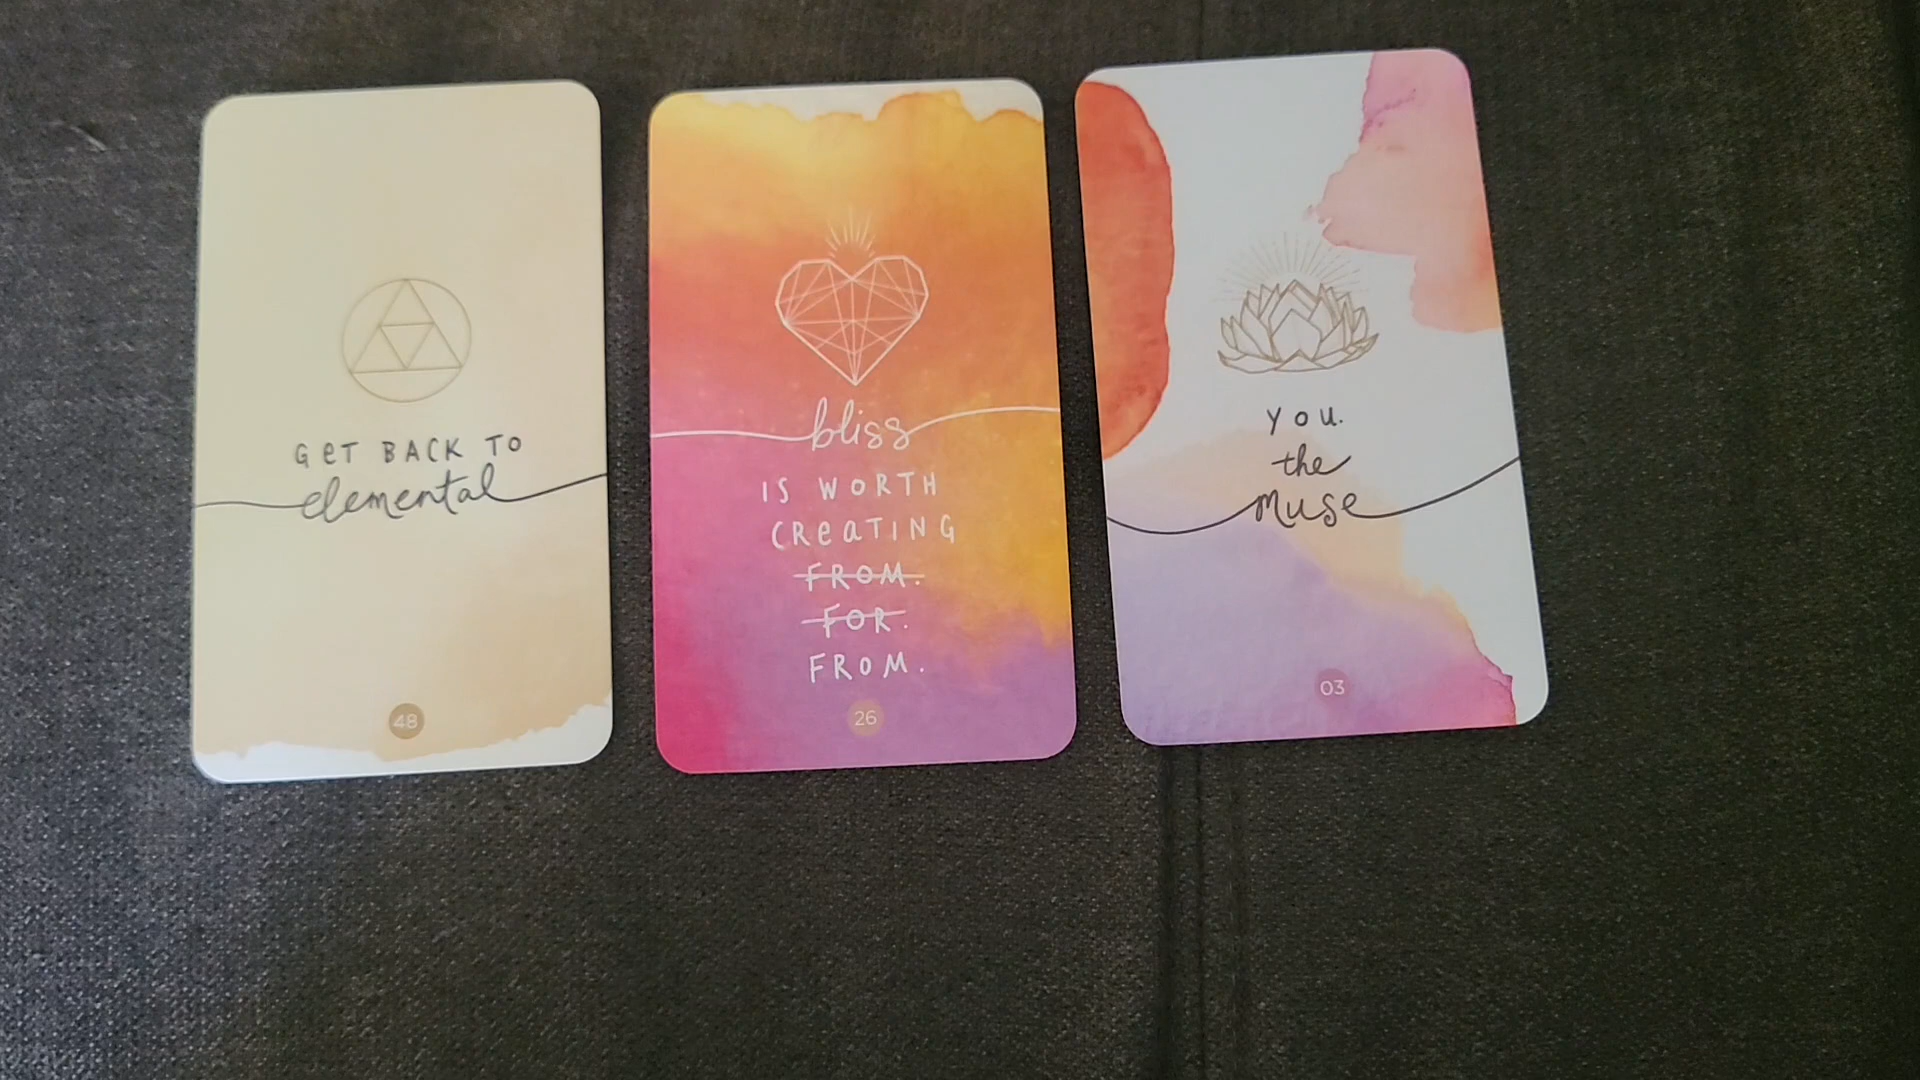 GET BACK TO
elemental
48
bliss
IS WORTH
CREATING
FROM.
FOR.
FROM.
26
YOU.
the
Muse
03